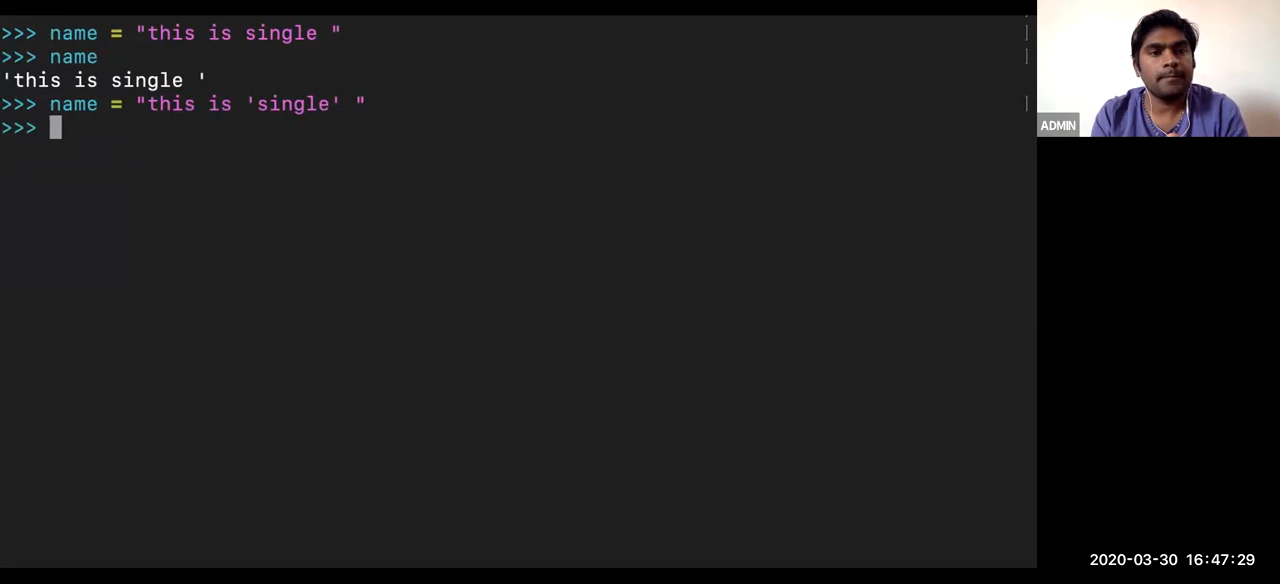 >>> name = "this is single "
>>> name
'this is single '
>>> name = "this is 'single' "
>>>
ADMIN
2020-03-30 16:47:29